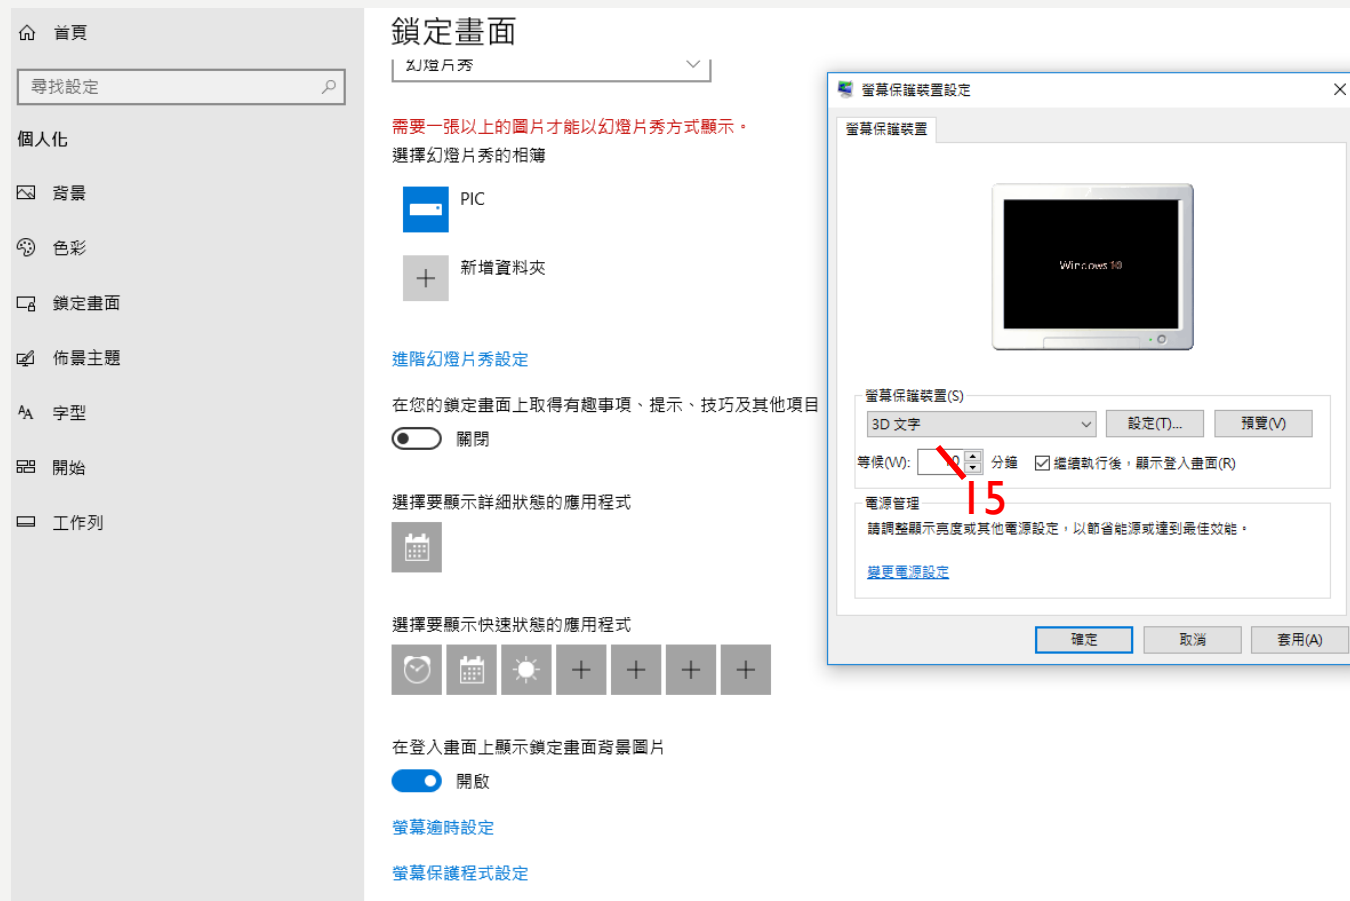 首頁
尋找設定
個人化
背景
色彩
鎖定畫面
佈景主題
字型
開始
工作列
鎖定畫面
幻燈片秀
需要一張以上的圖片才能以幻燈片秀方式顯示。
選擇幻燈片秀的相簿
PIC
新增資料夾
進階幻燈片秀設定
在您的鎖定畫面上取得有趣事項、提示、技巧及其他項目
關閉
選擇要顯示詳細狀態的應用程式
選擇要顯示快速狀態的應用程式
在登入畫面上顯示鎖定畫面背景圖片
開啟
螢幕逾時設定
螢幕保護程式設定
螢幕保護裝置設定
螢幕保護裝置
Windows 10
螢幕保護裝置(S)
3D 文字
設定(T)...
預覽(V)
等候(W): 10 分鐘 繼續執行後，顯示登入畫面(R)
15
電源管理
請調整顯示亮度或其他電源設定，以節省能源或達到最佳效能。
變更電源設定
確定
取消
套用(A)